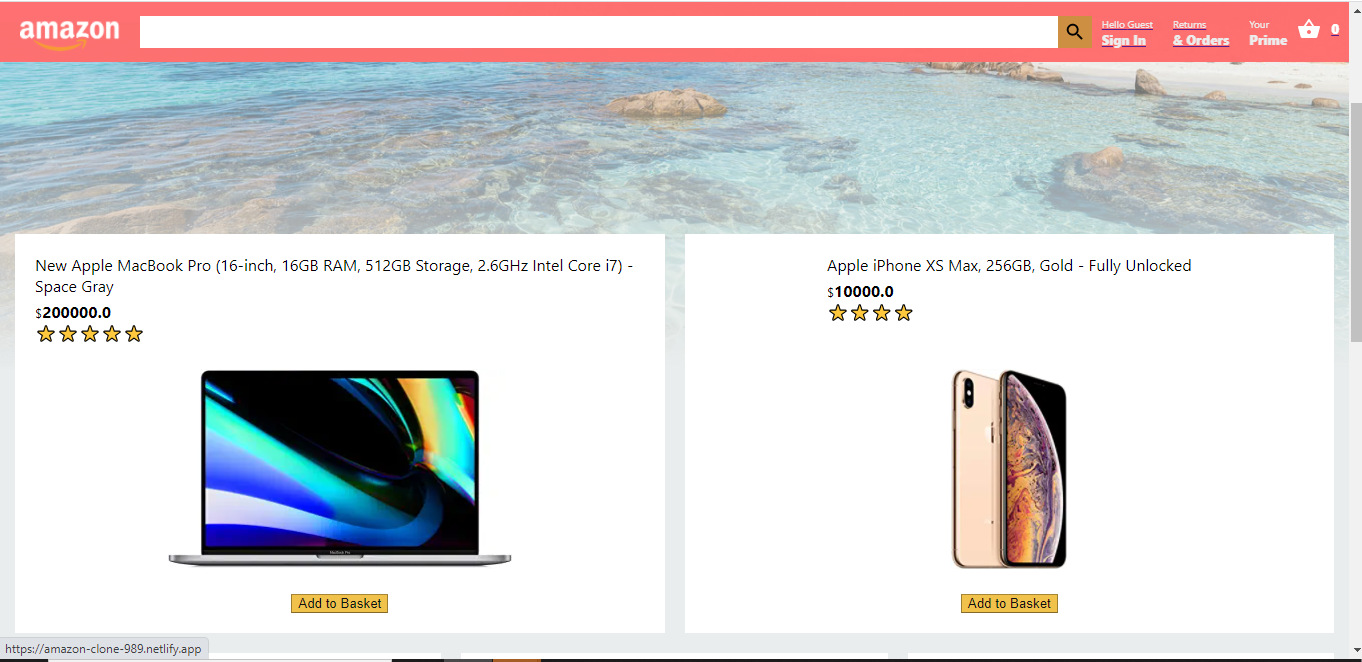 amazon
Hello Guest
Sign In
Returns
& Orders
Your
Prime
0
New Apple MacBook Pro (16-inch, 16GB RAM, 512GB Storage, 2.6GHz Intel Core i7) -
Space Gray
$200000.0
Apple iPhone XS Max, 256GB, Gold - Fully Unlocked
$10000.0
MacBook Pro
Add to Basket
Add to Basket
https://amazon-clone-989.netlify.app